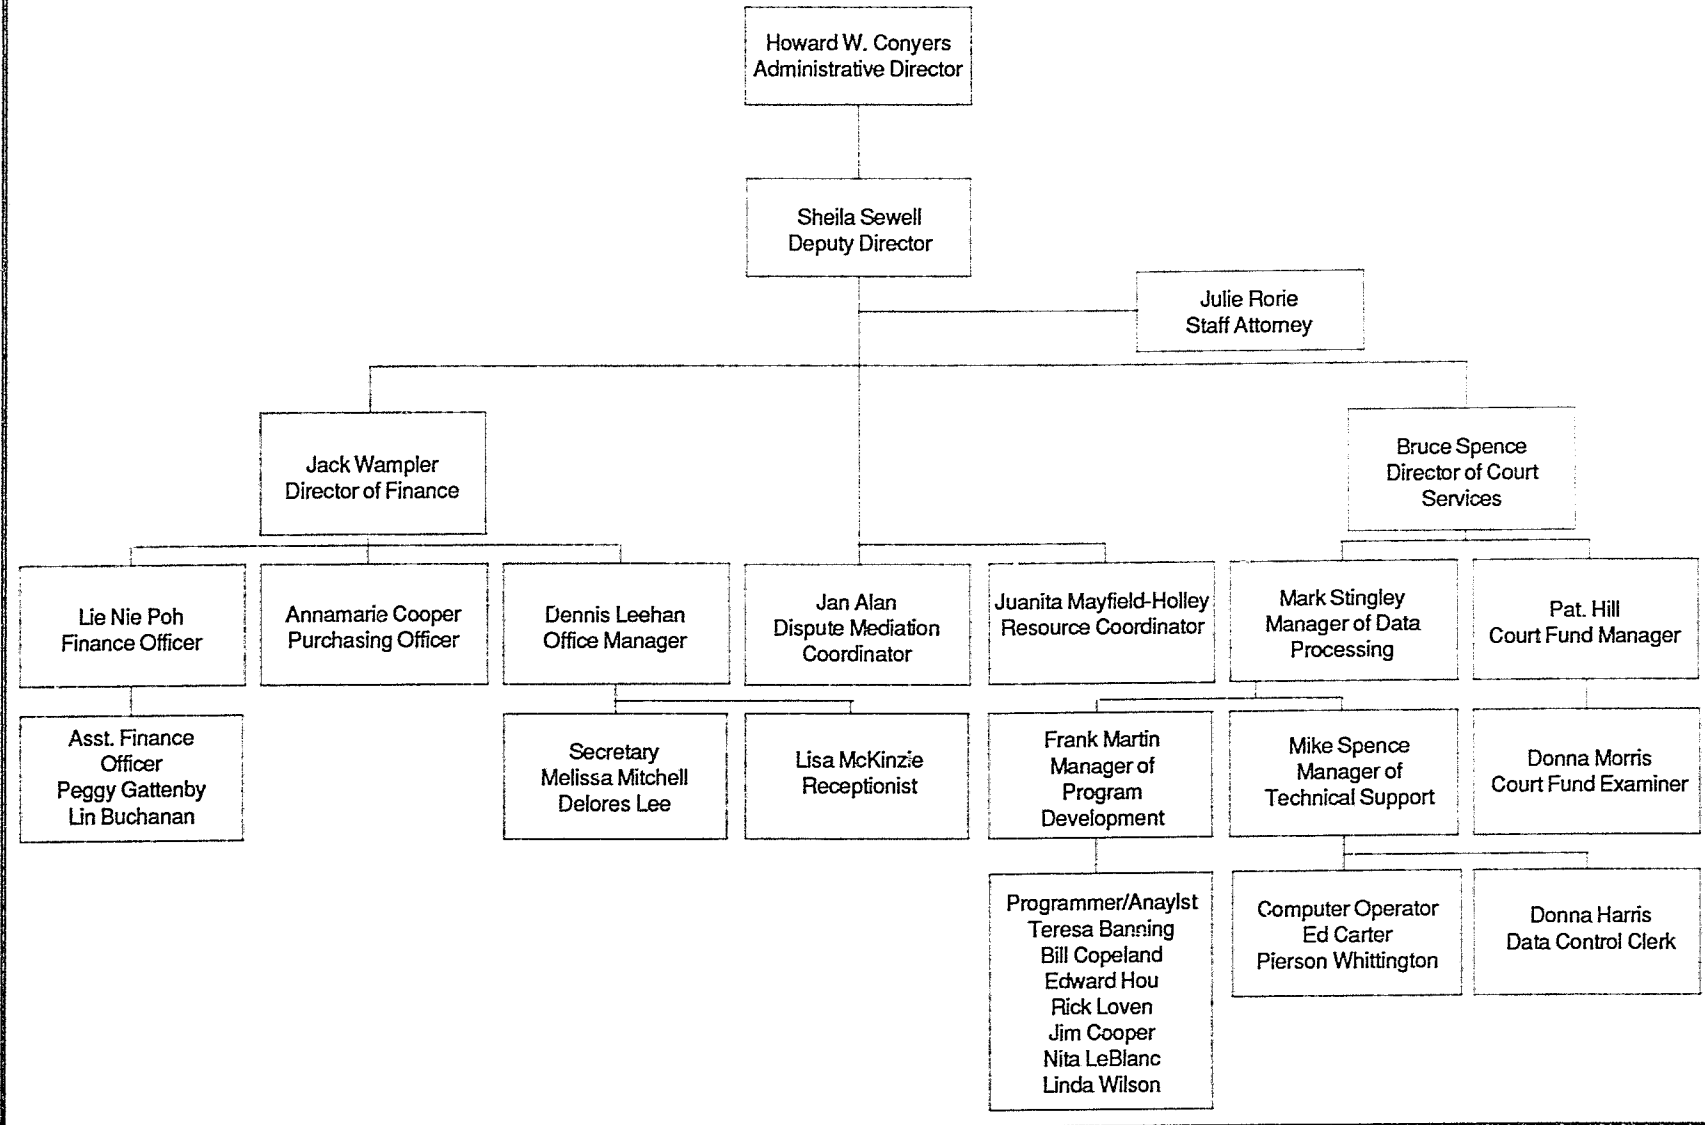 Howard W. Conyers
Administrative Director
Sheila Sewell
Deputy Director
Julie Rorie
Staff Attorney
Jack Wampler
Director of Finance
Bruce Spence
Director of Court
Services
Lie Nie Poh
Finance Officer
Annamarie Cooper
Purchasing Officer
Dennis Leehan
Office Manager
Jan Alan
Dispute Mediation
Coordinator
Juanita Mayfield-Holley
Resource Coordinator
Mark Stingley
Manager of Data
Processing
Pat. Hill
Court Fund Manager
Asst. Finance
Officer
Peggy Gattenby
Lin Buchanan
Secretary
Melissa Mitchell
Delores Lee
Lisa McKinzie
Receptionist
Frank Martin
Manager of
Program
Development
Mike Spence
Manager of
Technical Support
Donna Morris
Court Fund Examiner
Programmer/Anaylst
Teresa Banning
Bill Copeland
Edward Hou
Rick Loven
Jim Cooper
Nita LeBlanc
Linda Wilson
Computer Operator
Ed Carter
Pierson Whittington
Donna Harris
Data Control Clerk